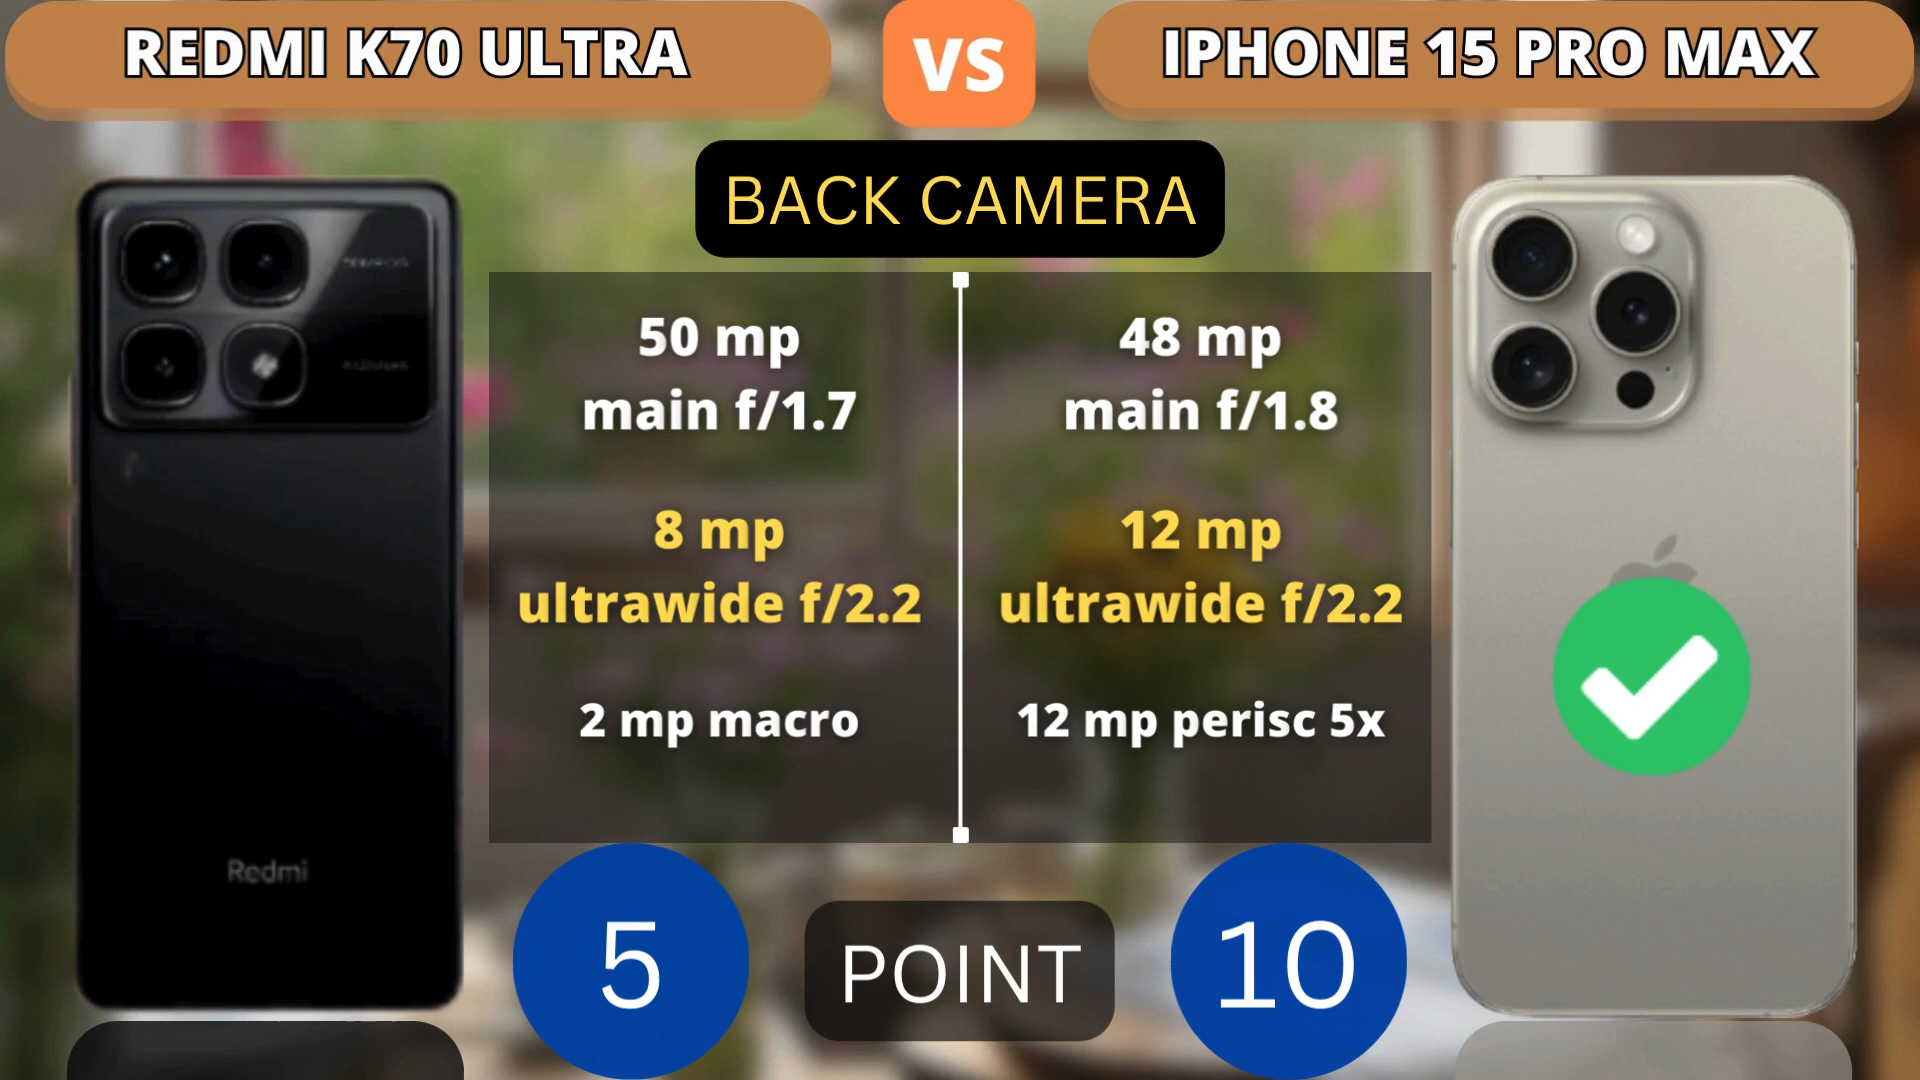 REDMI K70 ULTRA
VS
IPHONE 15 PRO MAX
BACK CAMERA
50 mp
main f/1.7
8 mp
ultrawide f/2.2
2 mp macro
48 mp
main f/1.8
12 mp
ultrawide f/2.2
12 mp perisc 5x
Redmi
5
POINT
10